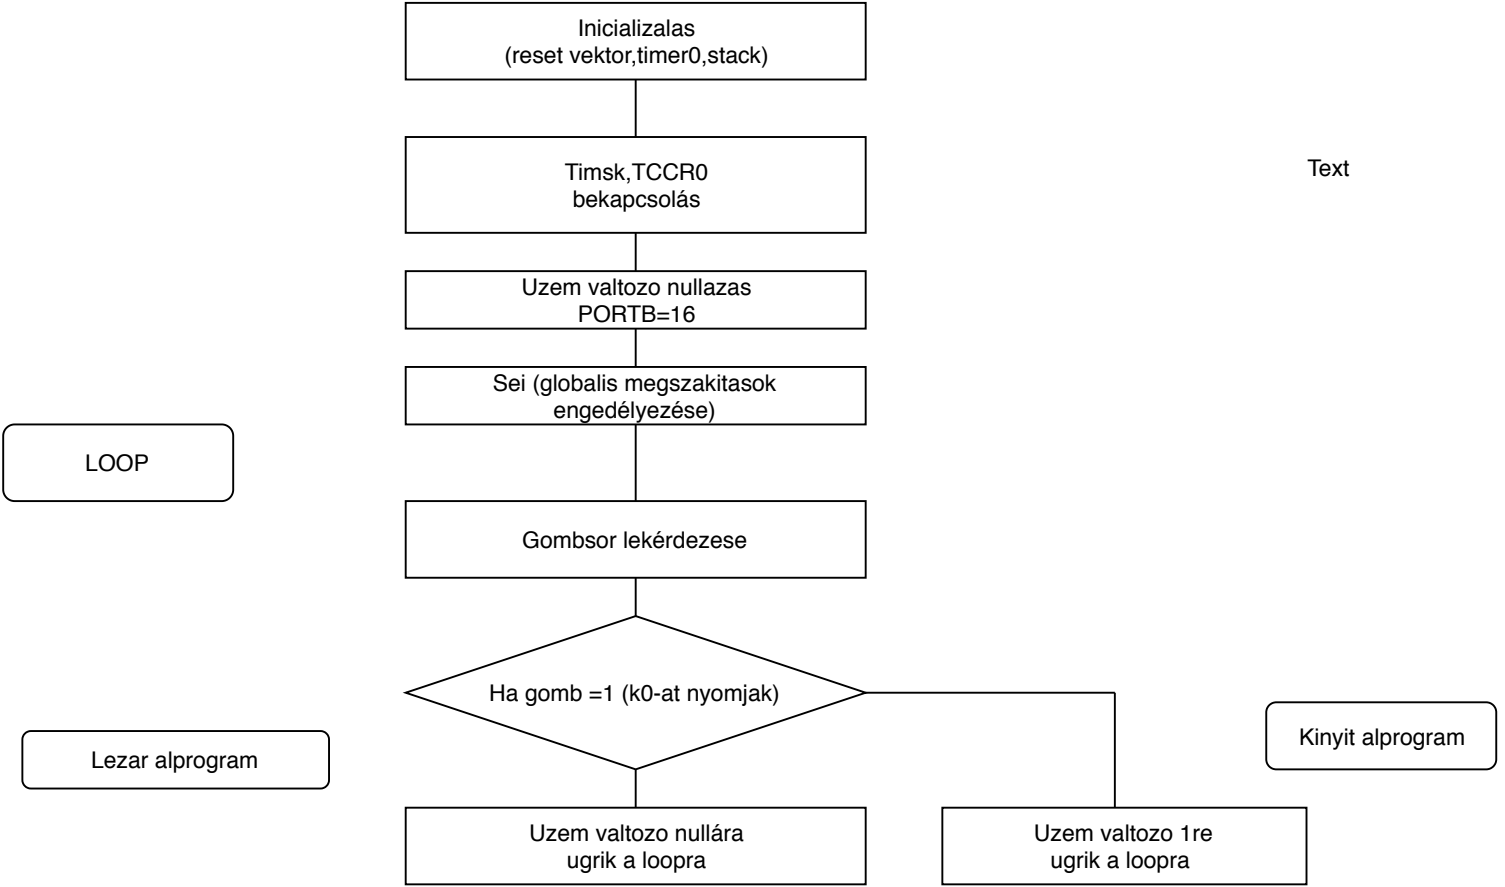 Inicializalas
(reset vektor,timer0,stack)
Timsk,TCCR0
bekapcsolás
Text
Uzem valtozo nullazas
PORTB=16
Sei (globalis megszakitasok
engedélyezése)
LOOP
Gombsor lekérdezese
Ha gomb =1 (k0-at nyomjak)
Kinyit alprogram
Lezar alprogram
Uzem valtozo nullára
ugrik a loopra
Uzem valtozo 1re
ugrik a loopra